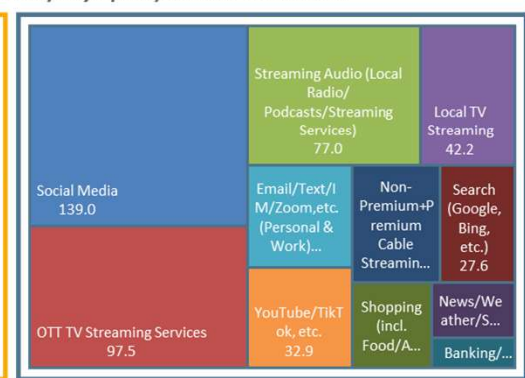 Social Media
139.0
OTT TV Streaming Services
97.5
Streaming Audio (Local
Radio/
Podcasts/Streaming
Services)
77.0
Local TV
Streaming
42.2
Email/Text/I
M/Zoom,etc.
(Personal &
Work)...
Non-
Premium+P
remium
Cable
Streamin...
Search
(Google,
Bing,
etc.)
27.6
YouTube/TikT
ok, etc.
32.9
Shopping
(incl.
Food/A...
News/We
ather/S...
Banking/...